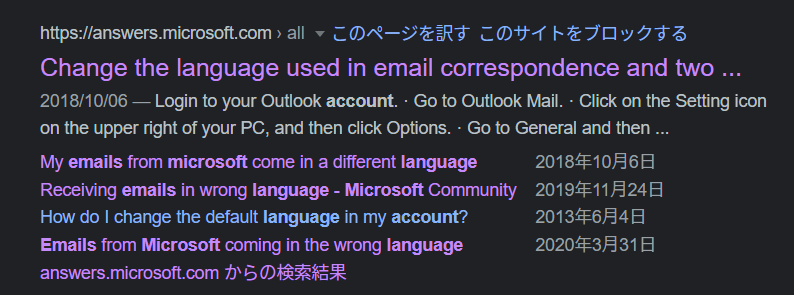 https://answers.microsoft.com › all ▼ このページを訳す このサイトをブロックする
Change the language used in email correspondence and two ...
2018/10/06 — Login to your Outlook account. · Go to Outlook Mail. · Click on the Setting icon
on the upper right of your PC, and then click Options. · Go to General and then ...
My emails from microsoft come in a different language 2018年10月6日
Receiving emails in wrong language - Microsoft Community 2019年11月24日
How do I change the default language in my account? 2013年6月4日
Emails from Microsoft coming in the wrong language 2020年3月31日
answers.microsoft.com からの検索結果